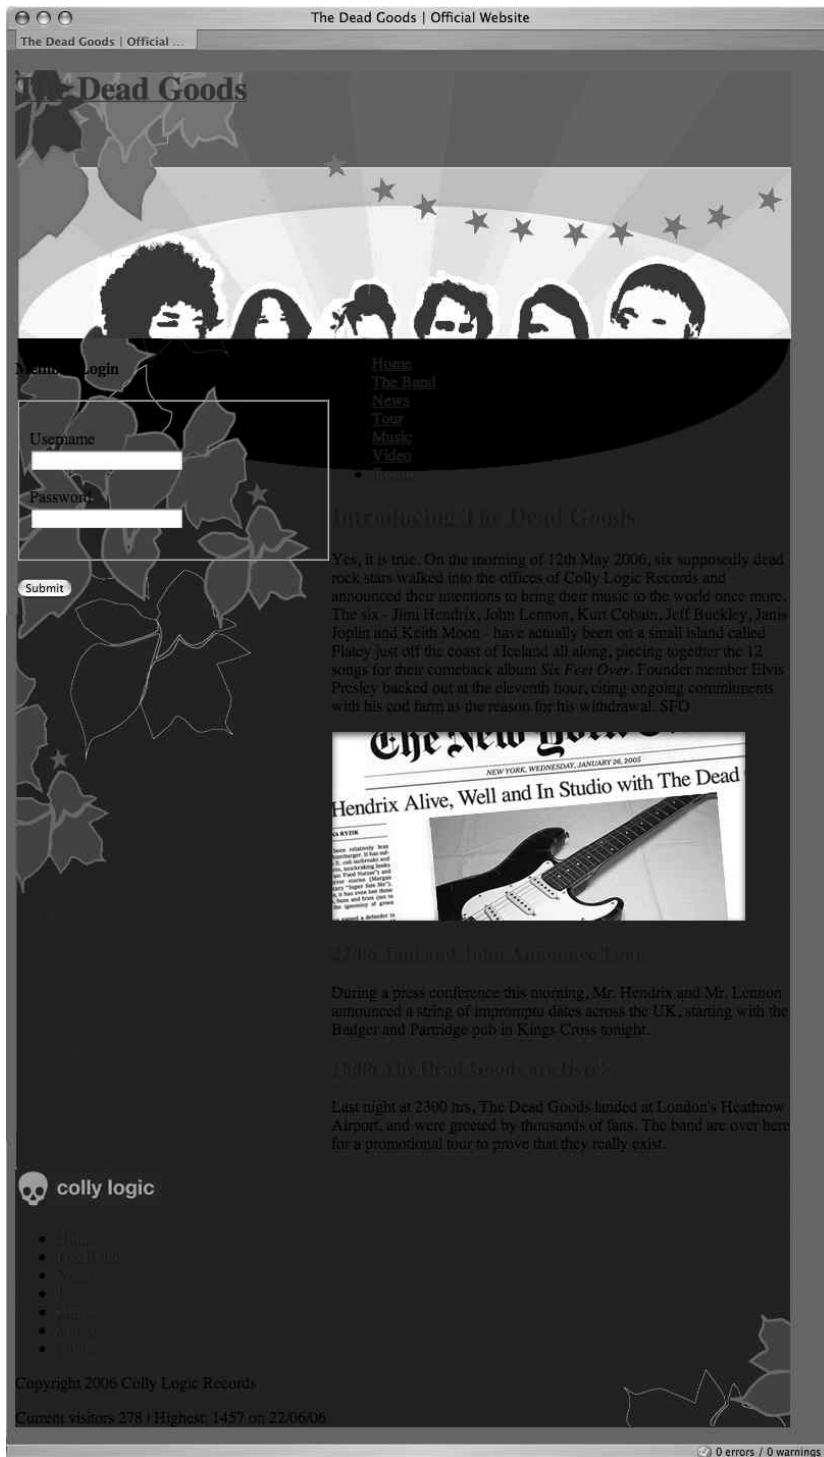 The Dead Goods | Official Website
The Dead Goods | Official ...
The Dead Goods
Member Login
Username
Password
Submit
Home
The Band
News
Tour
Music
Video
Introducing The Dead Goods
Yes, it is true. On the morning of 12th May 2006, six supposedly dead
rock stars walked into the offices of Colly Logic Records and
announced their intentions to bring their music to the world once more.
The six - Jimi Hendrix, John Lennon, Kurt Cobain, Jeff Buckley, Janis
Joplin and Keith Moon - have actually been on a small island called
Flatey just off the coast of Iceland all along, piecing together the 12
songs for their comeback album Six Feet Over. Founder member Elvis
Presley backed out at the eleventh hour, citing ongoing commitments
with his cod farm as the reason for his withdrawal. SFO
The New York
NEW YORK, WEDNESDAY, JANUARY 26, 2005
Hendrix Alive, Well and In Studio with The Dead
and John Announce Tour
During a press conference this morning, Mr. Hendrix and Mr. Lennon
announced a string of impromptu dates across the UK, starting with the
Badger and Partridge pub in Kings Cross tonight.
The Dead Goods are Here!
Last night at 2300 hrs, The Dead Goods landed at London's Heathrow
Airport, and were greeted by thousands of fans. The band are over here
for a promotional tour to prove that they really exist.
colly logic
Copyright 2006 Colly Logic Records
Current visitors 278 | Highest: 1457 on 22/06/06
0 errors / 0 warnings